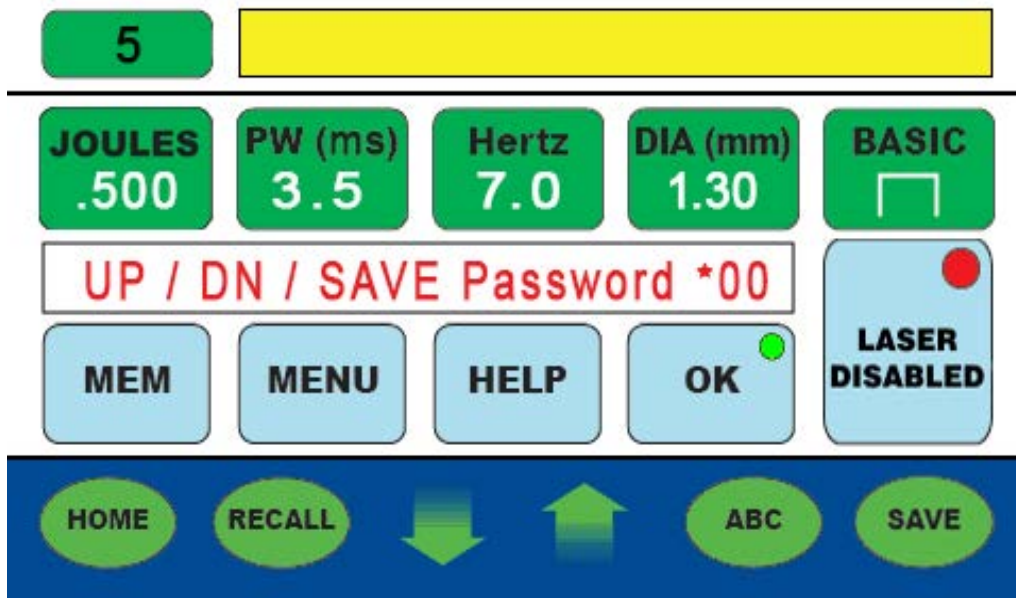 5
JOULES PW (ms) Hertz DIA (mm) BASIC
.500 3.5 7.0 1.30
UP / DN / SAVE Password *00
LASER
DISABLED
MEM MENU HELP OK
HOME RECALL ABC SAVE